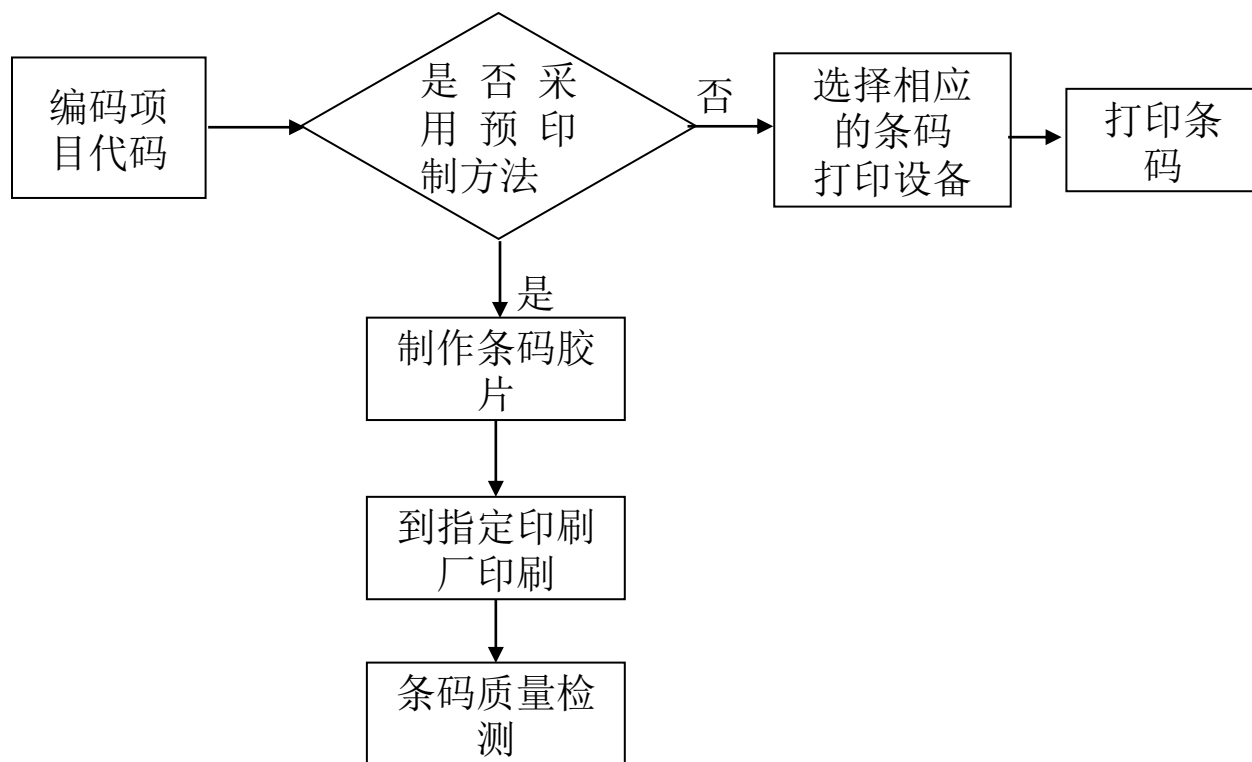 编码项
目代码
是否采
用预印
制方法
否
选择相应
的条码
打印设备
打印条
码
是
制作条码胶
片
到指定印刷
厂印刷
条码质量检
测